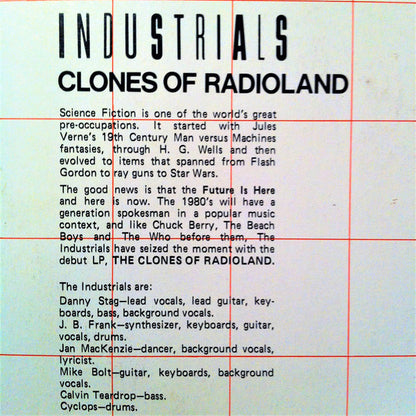 INDUSTRIALS
CLONES OF RADIOLAND
Science Fiction is one of the world's great
pre-occupations. It started with Jules
Verne's 19th Century Man versus Machines
fantasies, through H. G. Wells and then
evolved to items that spanned from Flash
Gordon to ray guns to Star Wars.
The good news is that the Future Is Here
and here is now. The 1980's will have a
generation spokesman in a popular music
context, and like Chuck Berry, The Beach
Boys and The Who before them, The
Industrials have seized the moment with the
debut LP, THE CLONES OF RADIOLAND.
The Industrials are:
Danny Stag—lead vocals, lead guitar, key-
boards, bass, background vocals.
J. B. Frank—synthesizer, keyboards, guitar,
vocals, drums.
Jan MacKenzie—dancer, background vocals,
lyricist.
Mike Bolt—guitar, keyboards, background
vocals.
Calvin Teardrop—bass.
Cyclops—drums.